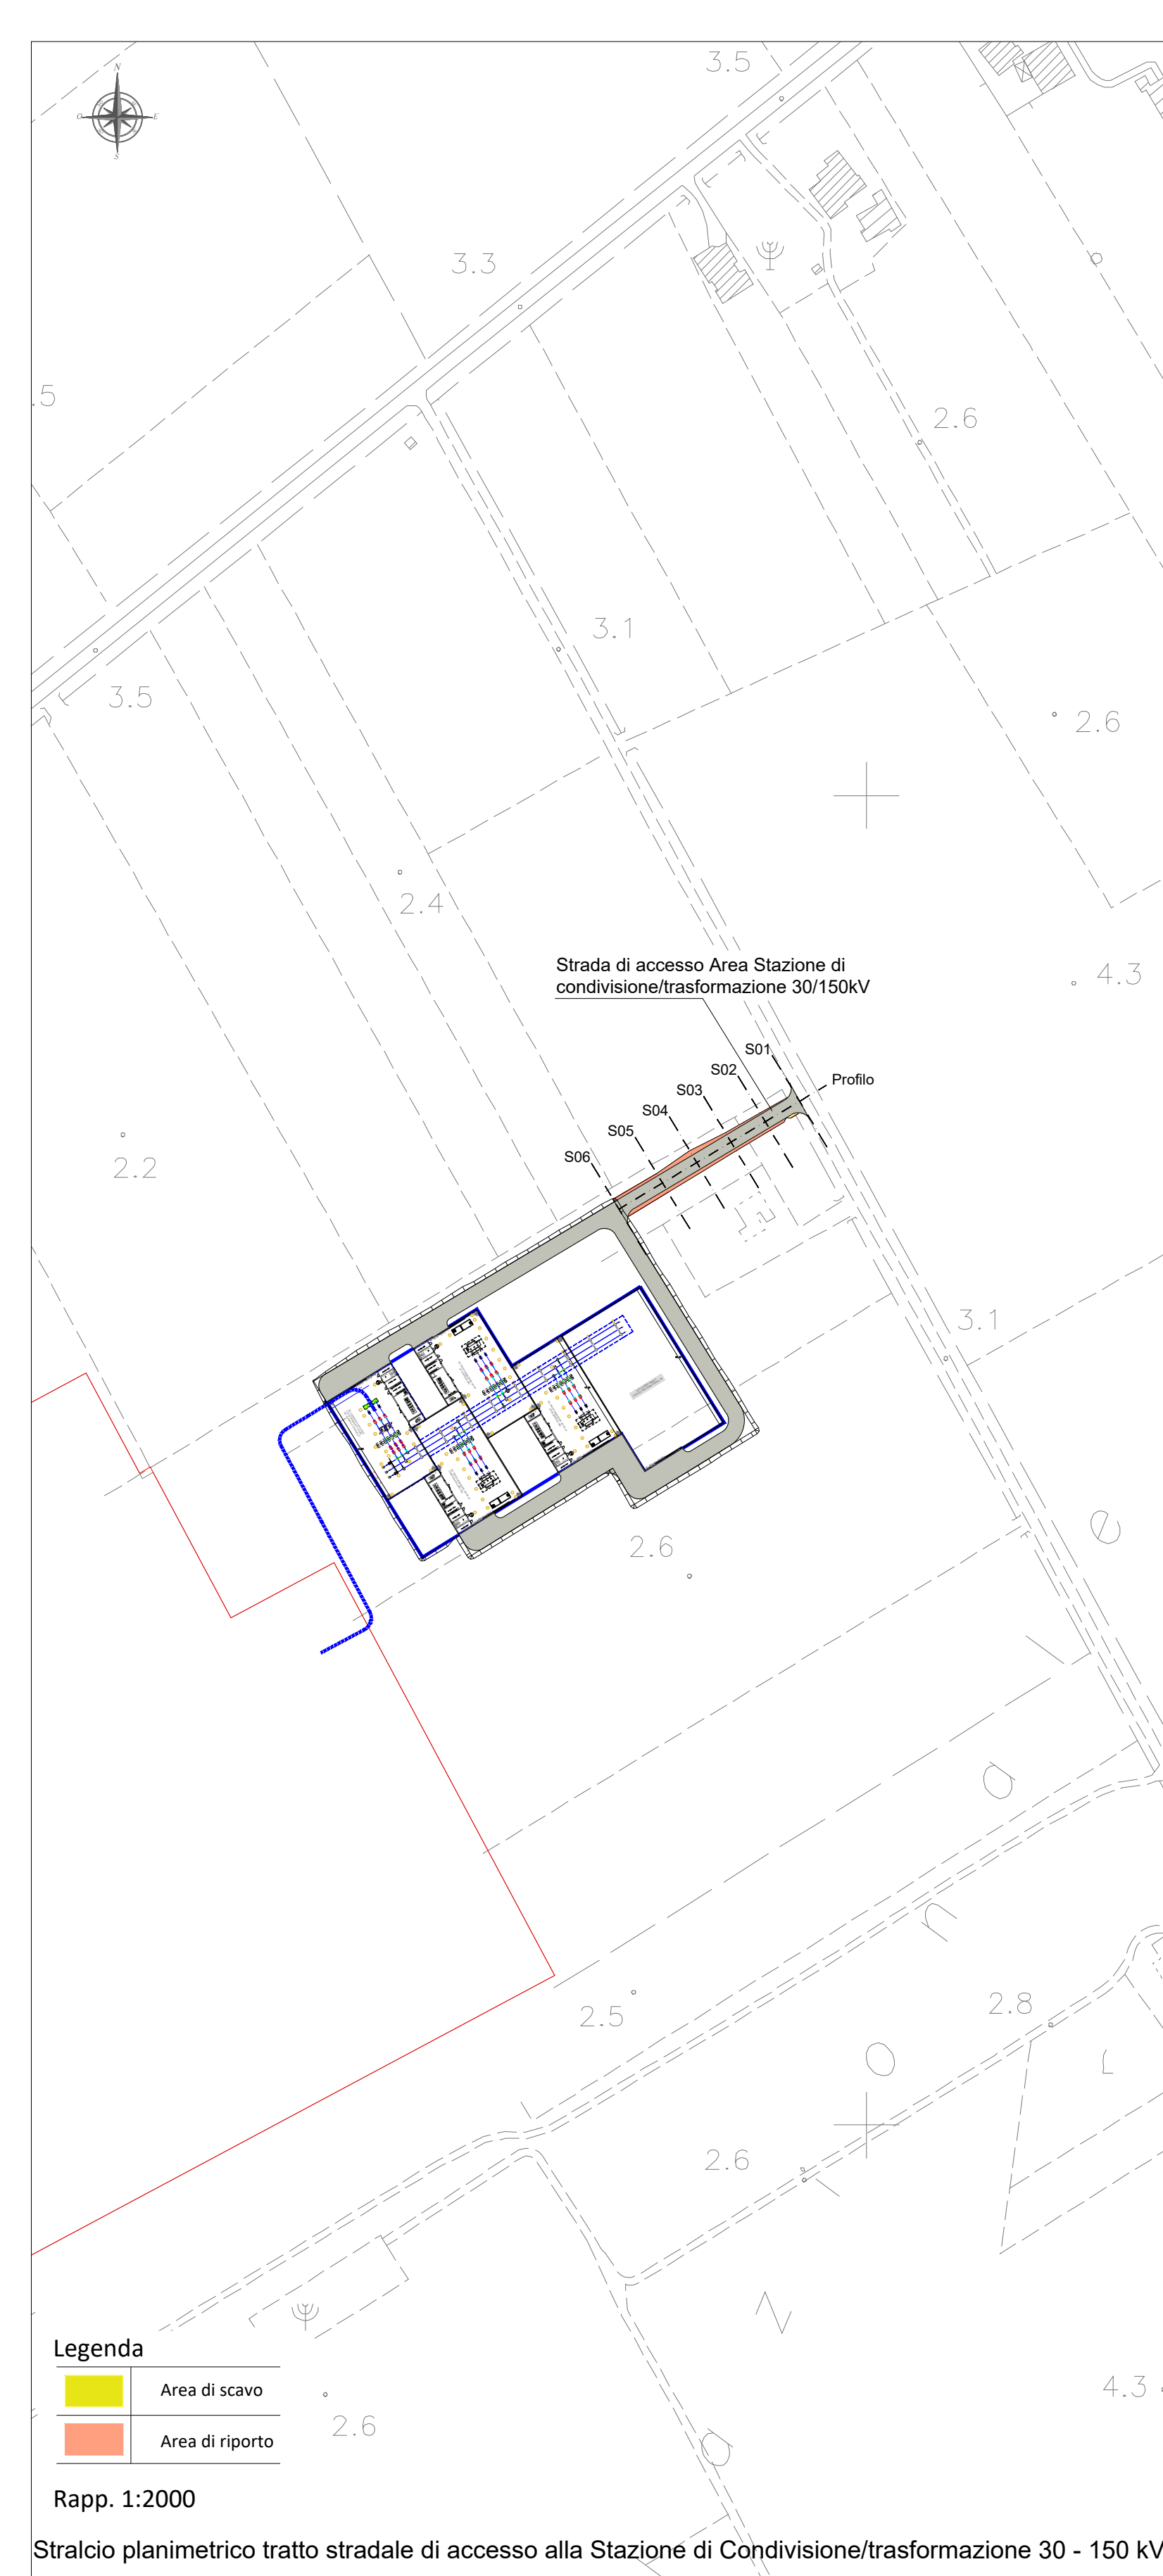 3.5
N
O
E
S
3.3
.5
2.6
3.1
3.5
2.6
2.4
Strada di accesso Area Stazione di
condivisione/trasformazione 30/150kV
4.3
S01
S02
Profilo
S03
S04
S05
S06
2.2
3.1
2.6
e
l
a
n
2.5
2.8
o
2.6
z
Legenda
Area di scavo
4.3
Area di riporto
2.6
a
Rapp. 1:2000
Stralcio planimetrico tratto stradale di accesso alla Stazione di Condivisione/trasformazione 30 - 150 kV